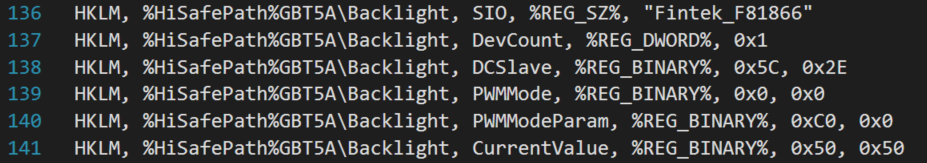 136 HKLM, %HiSafePath%GBT5A\Backlight, SIO, %REG_SZ%, "Fintek_F81866"
137 HKLM, %HiSafePath%GBT5A\Backlight, DevCount, %REG_DWORD%, 0x1
138 HKLM, %HiSafePath%GBT5A\Backlight, DCSlave, %REG_BINARY%, 0x5C, 0x2E
139 HKLM, %HiSafePath%GBT5A\Backlight, PWMMode, %REG_BINARY%, 0x0, 0x0
140 HKLM, %HiSafePath%GBT5A\Backlight, PWMModeParam, %REG_BINARY%, 0xC0, 0x0
141 HKLM, %HiSafePath%GBT5A\Backlight, CurrentValue, %REG_BINARY%, 0x50, 0x50